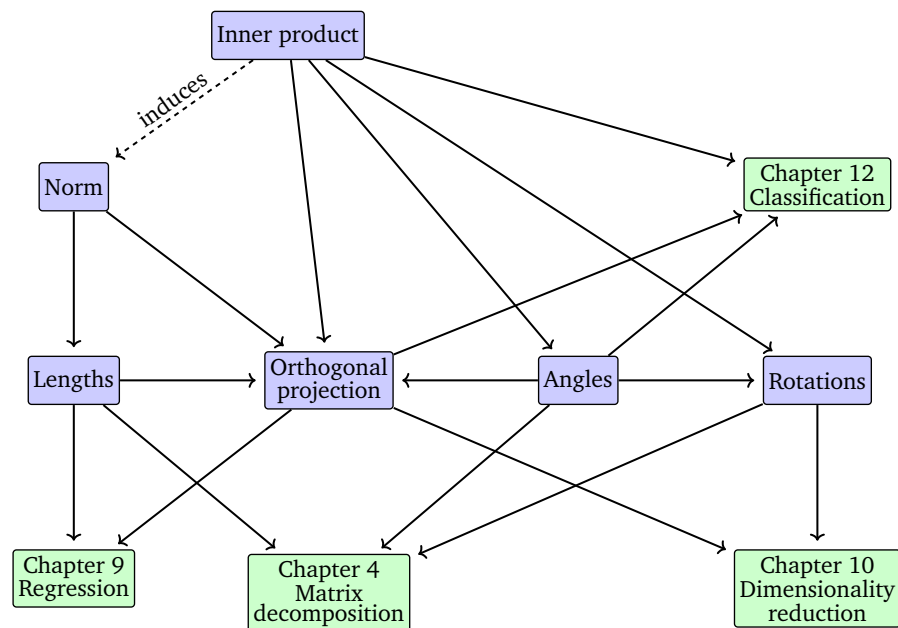 Inner product
induces
Norm
Chapter 12
Classification
Lengths
Orthogonal
projection
Angles
Rotations
Chapter 9
Regression
Chapter 4
Matrix
decomposition
Chapter 10
Dimensionality
reduction